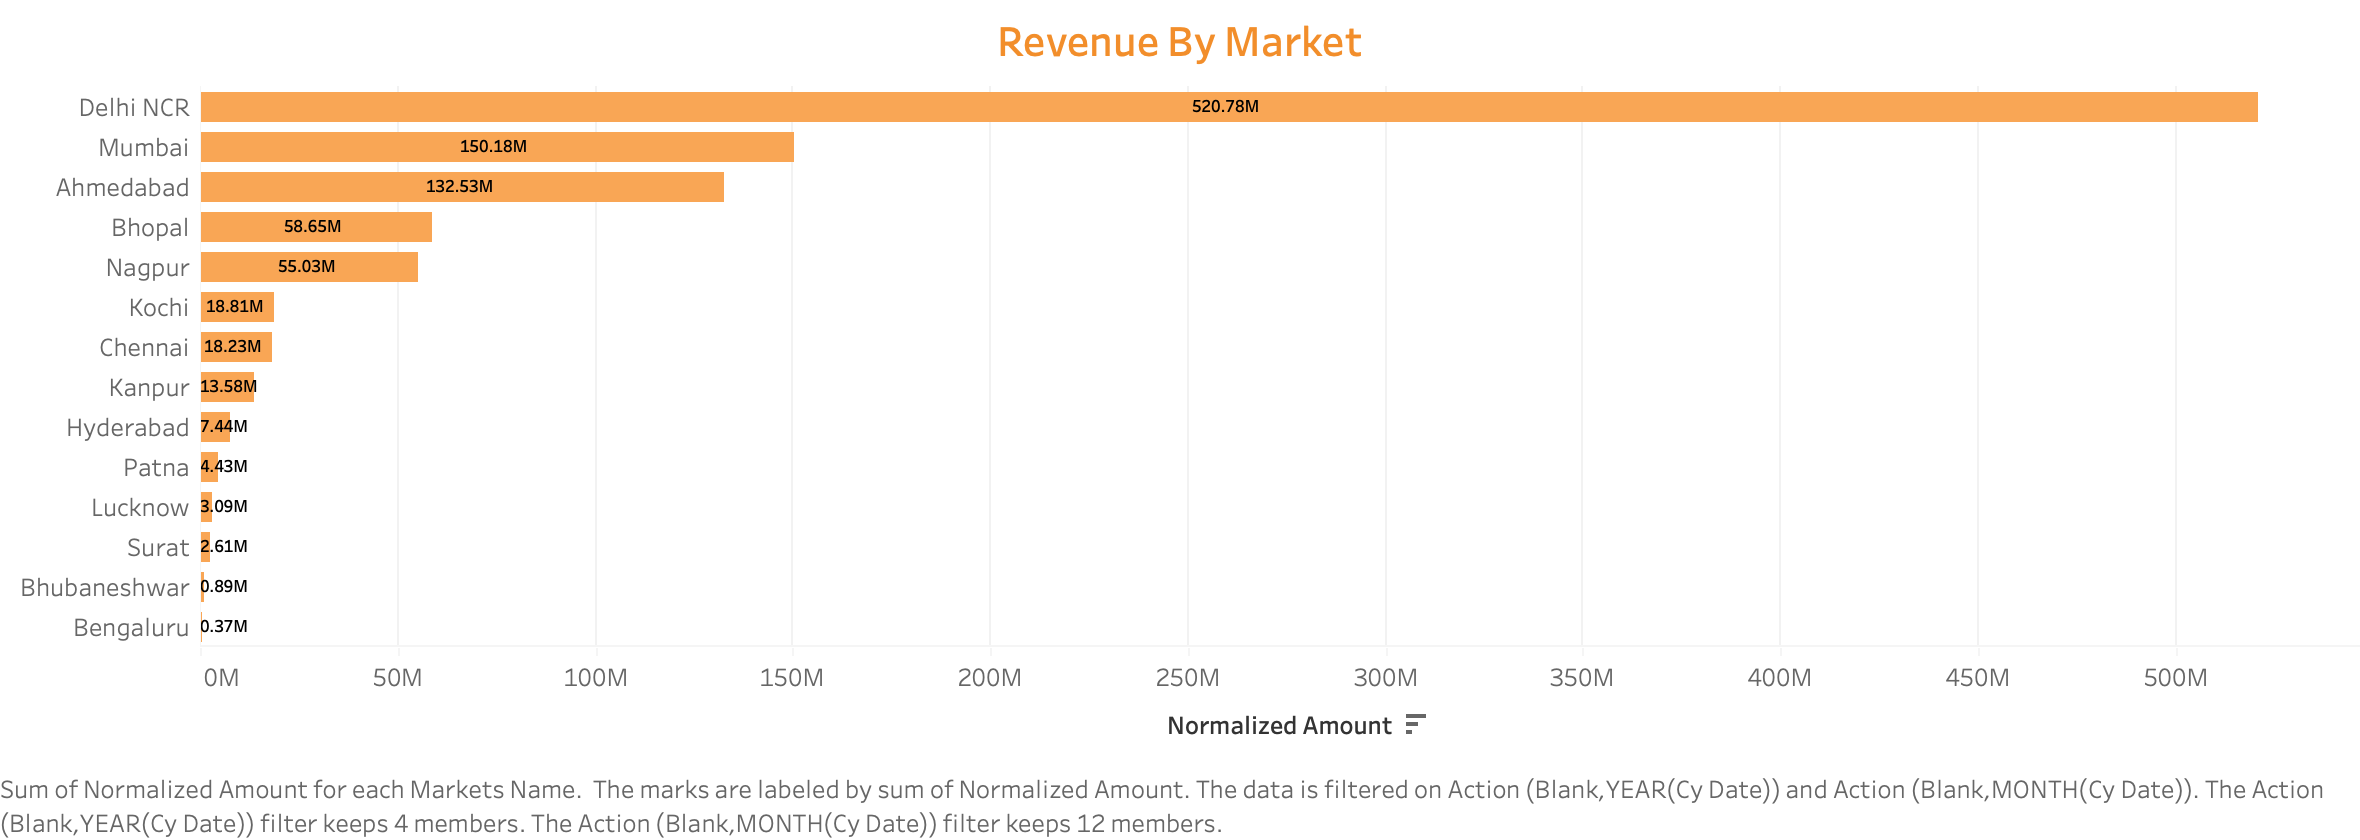 Revenue By Market
Delhi NCR 520.78M
Mumbai 150.18M
Ahmedabad 132.53M
Bhopal 58.65M
Nagpur 55.03M
Kochi 18.81M
Chennai 18.23M
Kanpur 13.58M
Hyderabad 7.44M
Patna 4.43M
Lucknow 3.09M
Surat 2.61M
Bhubaneshwar 0.89M
Bengaluru 0.37M
0M 50M 100M 150M 200M 250M 300M 350M 400M 450M 500M
Normalized Amount
Sum of Normalized Amount for each Markets Name.  The marks are labeled by sum of Normalized Amount. The data is filtered on Action (Blank,YEAR(Cy Date)) and Action (Blank,MONTH(Cy Date)). The Action
(Blank,YEAR(Cy Date)) filter keeps 4 members. The Action (Blank,MONTH(Cy Date)) filter keeps 12 members.